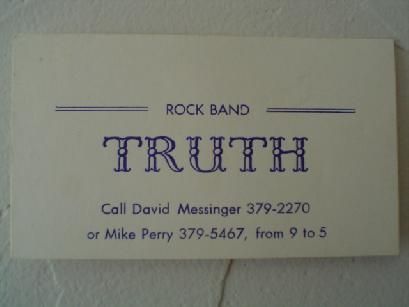 ROCK BAND
TRUTH
Call David Messinger 379-2270
or Mike Perry 379-5467, from 9 to 5